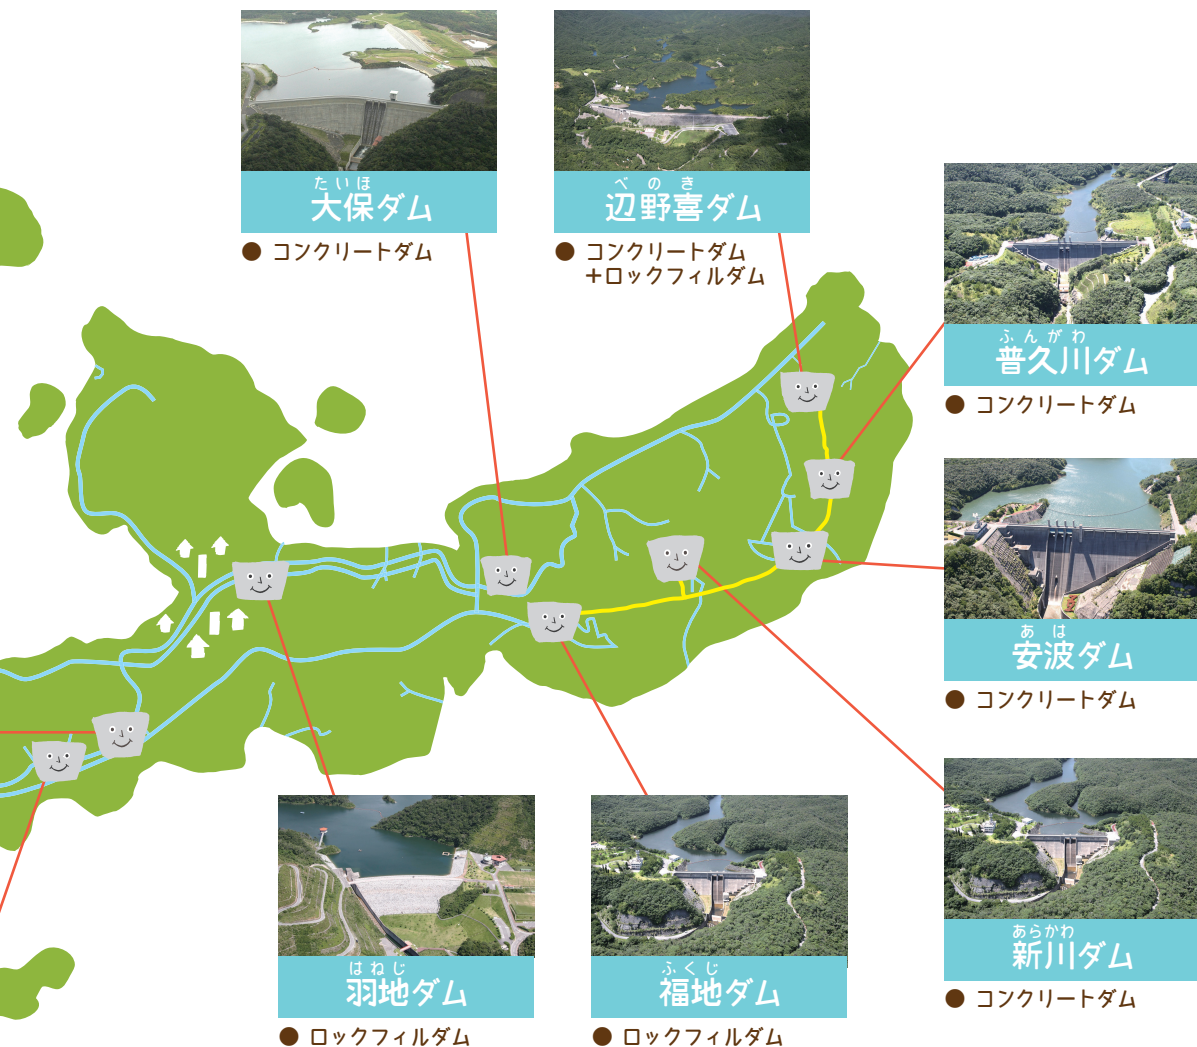 たいほ
大保ダム
● コンクリートダム
べのき
辺野喜ダム
● コンクリートダム
+ロックフィルダム
ふんがわ
普久川ダム
● コンクリートダム
あは
安波ダム
● コンクリートダム
あらかわ
新川ダム
● コンクリートダム
はねじ
羽地ダム
● ロックフィルダム
ふくじ
福地ダム
● ロックフィルダム